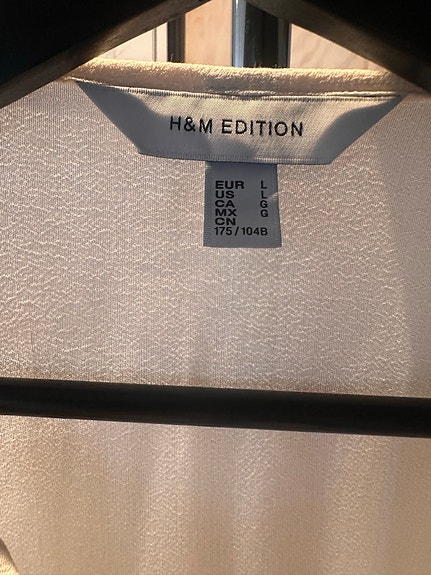 H&M EDITION
EUR L
US L
CA G
MX G
CN
175/104B